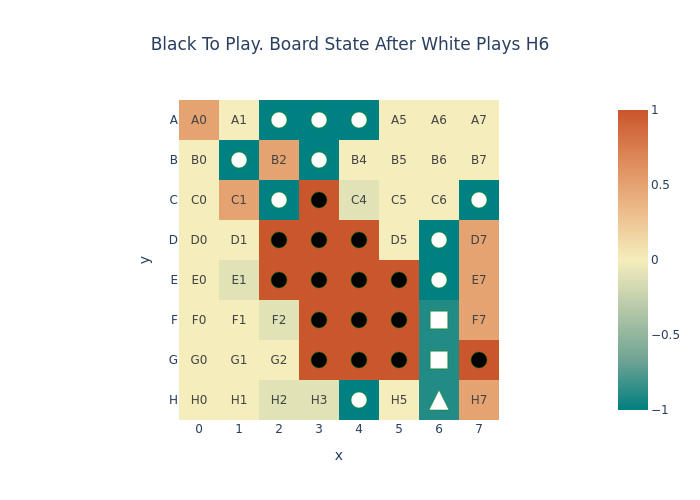 Black To Play. Board State After White Plays H6
A A0 A1 A5 A6 A7
B B0 B2 B4 B5 B6 B7
C C0 C1 C4 C5 C6
D D0 D1 D5 D7
E E0 E1 E7
F F0 F1 F2 F7
G G0 G1 G2
H H0 H1 H2 H3 H5 H7
0 1 2 3 4 5 6 7
x
y
1
0.5
0
−0.5
−1